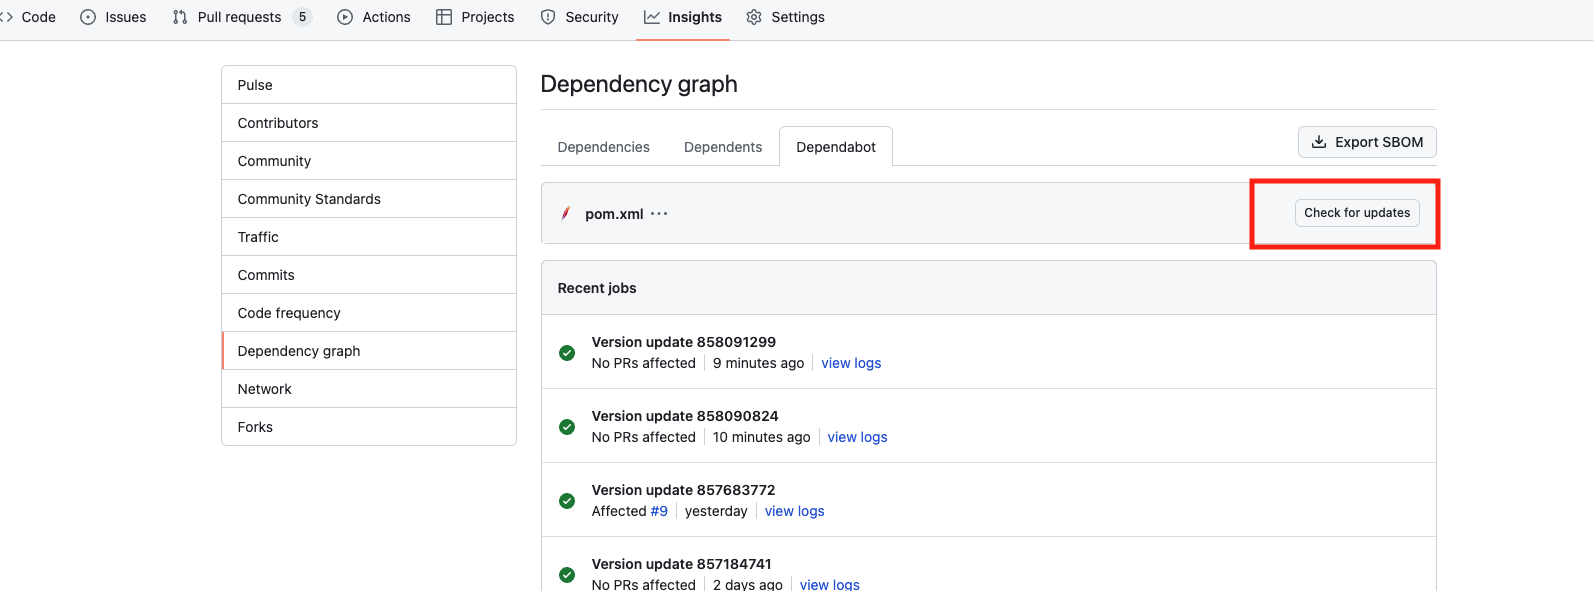 Code Issues Pull requests 5 Actions Projects Security Insights Settings
Pulse
Contributors
Community
Community Standards
Traffic
Commits
Code frequency
Dependency graph
Network
Forks
Dependency graph
Dependencies Dependents Dependabot Export SBOM
pom.xml ··· Check for updates
Recent jobs
Version update 858091299
No PRs affected 9 minutes ago view logs
Version update 858090824
No PRs affected 10 minutes ago view logs
Version update 857683772
Affected #9 yesterday view logs
Version update 857184741
No PRs affected 2 days ago view logs